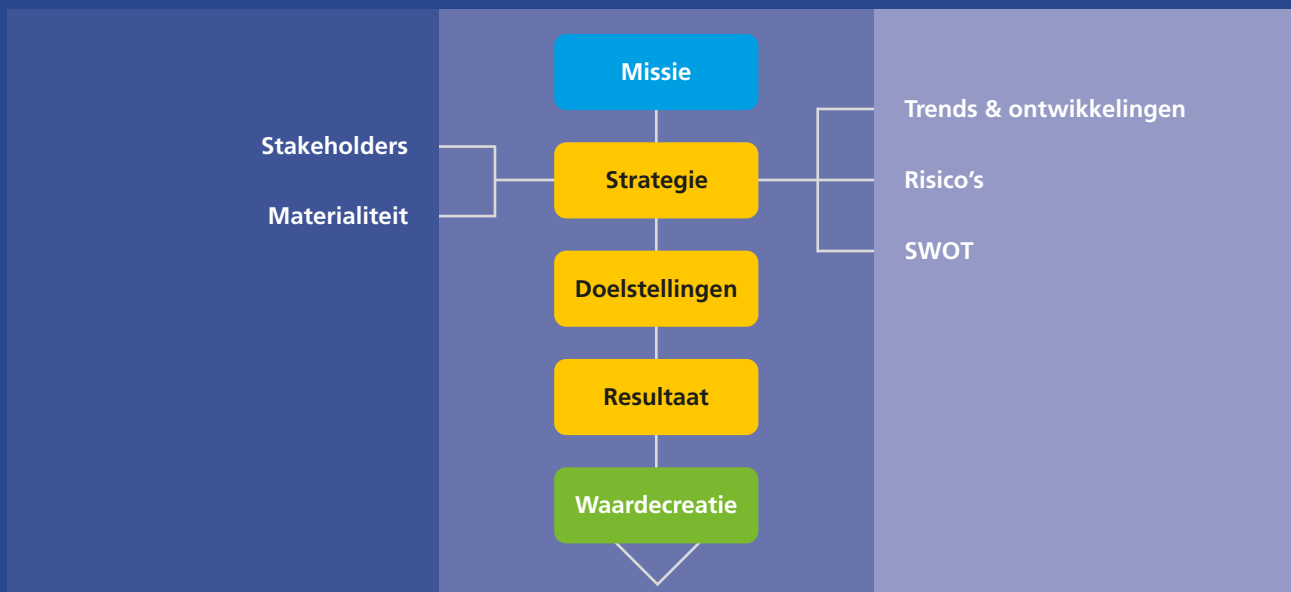 Missie
Stakeholders
Materialiteit
Strategie
Trends & ontwikkelingen
Risico’s
SWOT
Doelstellingen
Resultaat
Waardecreatie